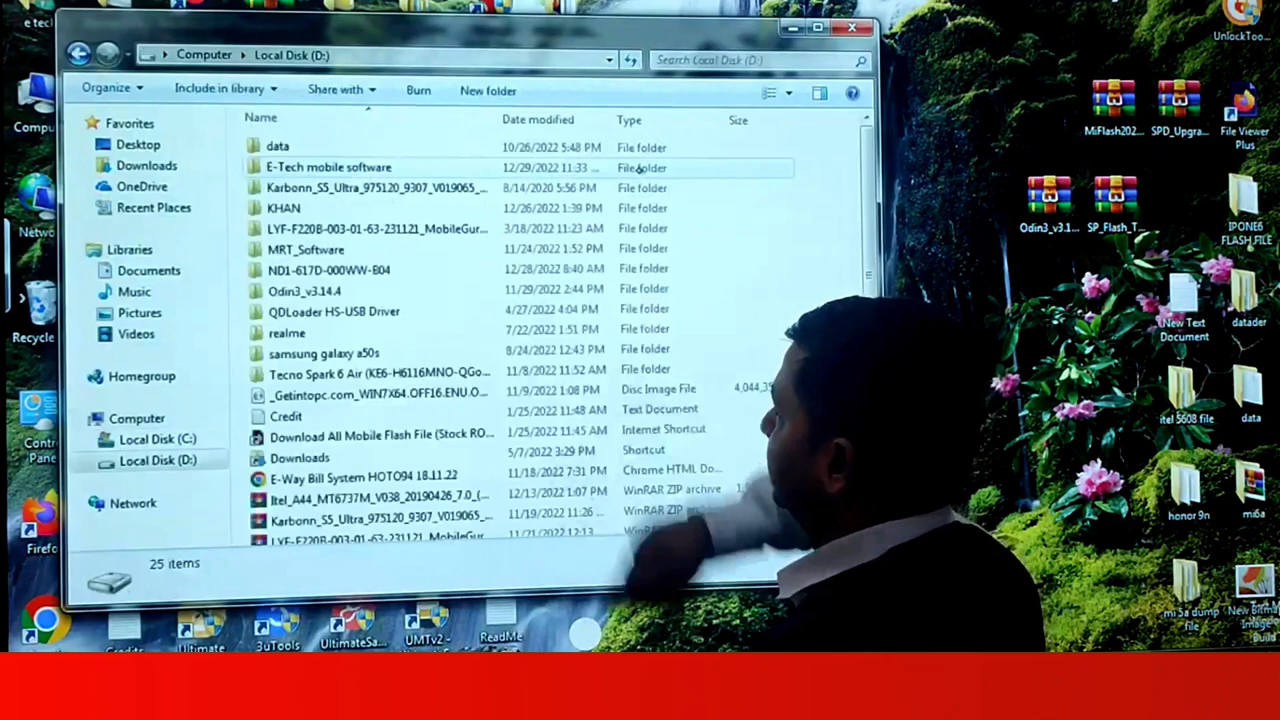 e tec
Computer
Local Disk (D:)
Search Local Disk (D:)
Organize
Include in library
Share with
Burn
New folder
Name
Date modified
Type
Size
Favorites
Desktop
Downloads
OneDrive
Recent Places
Libraries
Documents
Music
Pictures
Videos
Homegroup
Computer
Local Disk (C:)
Local Disk (D:)
Network
data 10/26/2022 5:48 PM File folder
E-Tech mobile software 12/29/2022 11:33 ... File folder
Karbonn_S5_Ultra_975120_9307_V019065_... 8/14/2020 5:56 PM File folder
KHAN 12/26/2022 1:39 PM File folder
LYF-F220B-003-01-63-231121_MobileGur... 3/18/2022 11:23 AM File folder
MRT_Software 11/24/2022 1:52 PM File folder
ND1-617D-000WW-B04 12/28/2022 8:40 AM File folder
Odin3_v3.14.4 11/29/2022 2:44 PM File folder
QDLoader HS-USB Driver 4/27/2022 4:04 PM File folder
realme 7/22/2022 1:51 PM File folder
samsung galaxy a50s 8/24/2022 12:43 PM File folder
Tecno Spark 6 Air (KE6-H6116MNO-QGo... 11/8/2022 11:52 AM File folder
_Getintopc.com_WIN7X64.OFF16.ENU.O... 11/9/2022 1:08 PM Disc Image File 4,044,35
Credit 1/25/2022 11:48 AM Text Document
Download All Mobile Flash File (Stock RO... 1/25/2022 11:45 AM Internet Shortcut
Downloads 5/7/2022 3:29 PM Shortcut
E-Way Bill System HOTO94 18.11.22 11/18/2022 7:31 PM Chrome HTML Do...
Itel_A44_MT6737M_V038_20190426_7.0_(... 12/13/2022 1:07 PM WinRAR ZIP archive
Karbonn_S5_Ultra_975120_9307_V019065_... 11/19/2022 11:26 ... WinRAR ZIP
LYF-F220B-003-01-63-231121_MobileGur 11/21/2022 12:13
25 items
Compu
Netwo
Recycle
Contr
Pane
Firefo
Credits
Ultimate
3uTools
UltimateSa...
UMTv2 -
ReadMe
UnlockToo...
MiFlash202...
SPD_Upgra...
File Viewer
Plus
Odin3_v3.1...
SP_Flash_T...
IPONE6
FLASH.FILE
New Text
Document
datader
itel 5608 file
data
honor 9n
mi6a
mi 5a dump
file
New Bitma
Image